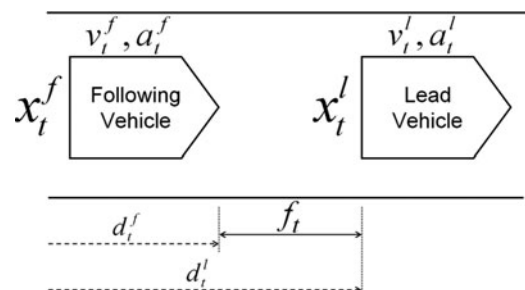 v_t^f , a_t^f v_t^l , a_t^l
x_t^f Following Vehicle x_t^l Lead Vehicle
d_t^f f_t
d_t^l